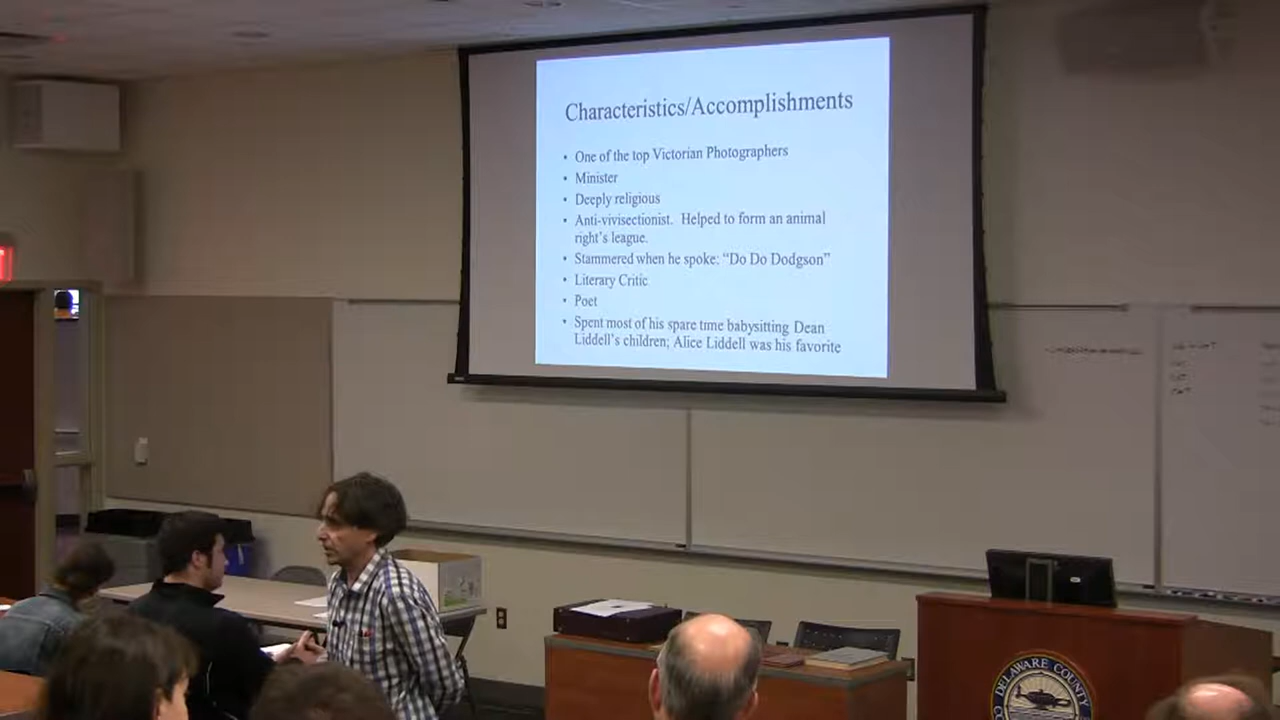 Characteristics/Accomplishments
• One of the top Victorian Photographers
• Minister
• Deeply religious
• Anti-vivisectionist. Helped to form an animal
right's league.
• Stammered when he spoke: “Do Do Dodgson”
• Literary Critic
• Poet
• Spent most of his spare time babysitting Dean
Liddell's children; Alice Liddell was his favorite
DELAWARE COUNTY